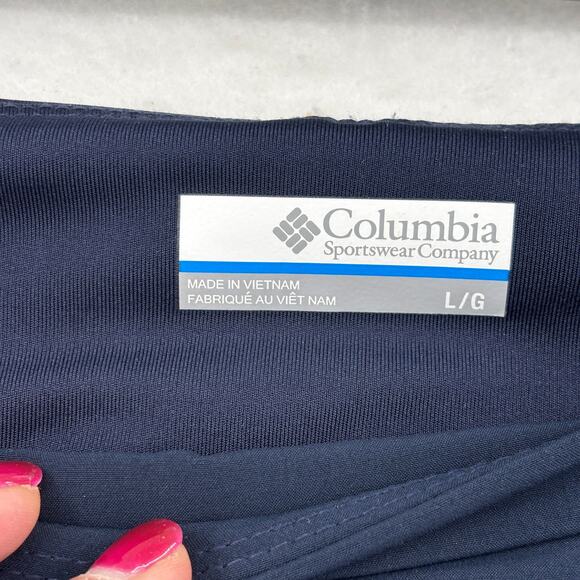 Columbia
Sportswear Company
MADE IN VIETNAM
FABRIQUÉ AU VIÊT NAM
L/G